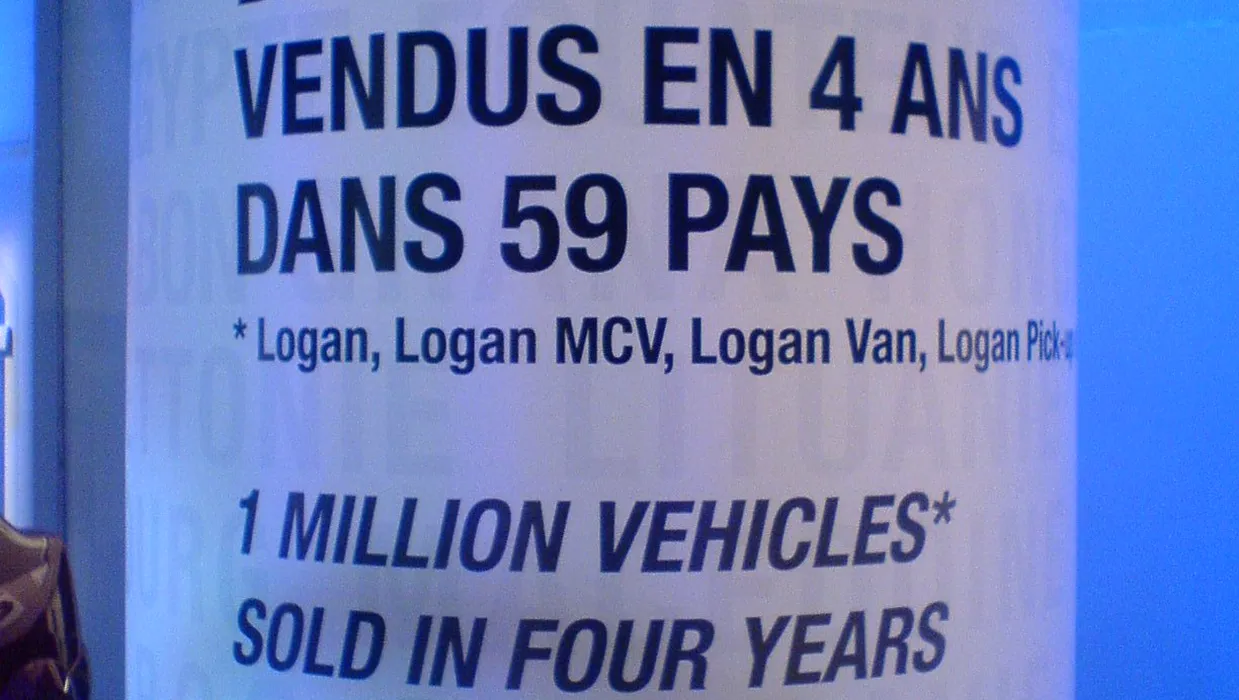 VENDUS EN 4 ANS
DANS 59 PAYS
* Logan, Logan MCV, Logan Van, Logan Pick-u
1 MILLION VEHICLES*
SOLD IN FOUR YEARS